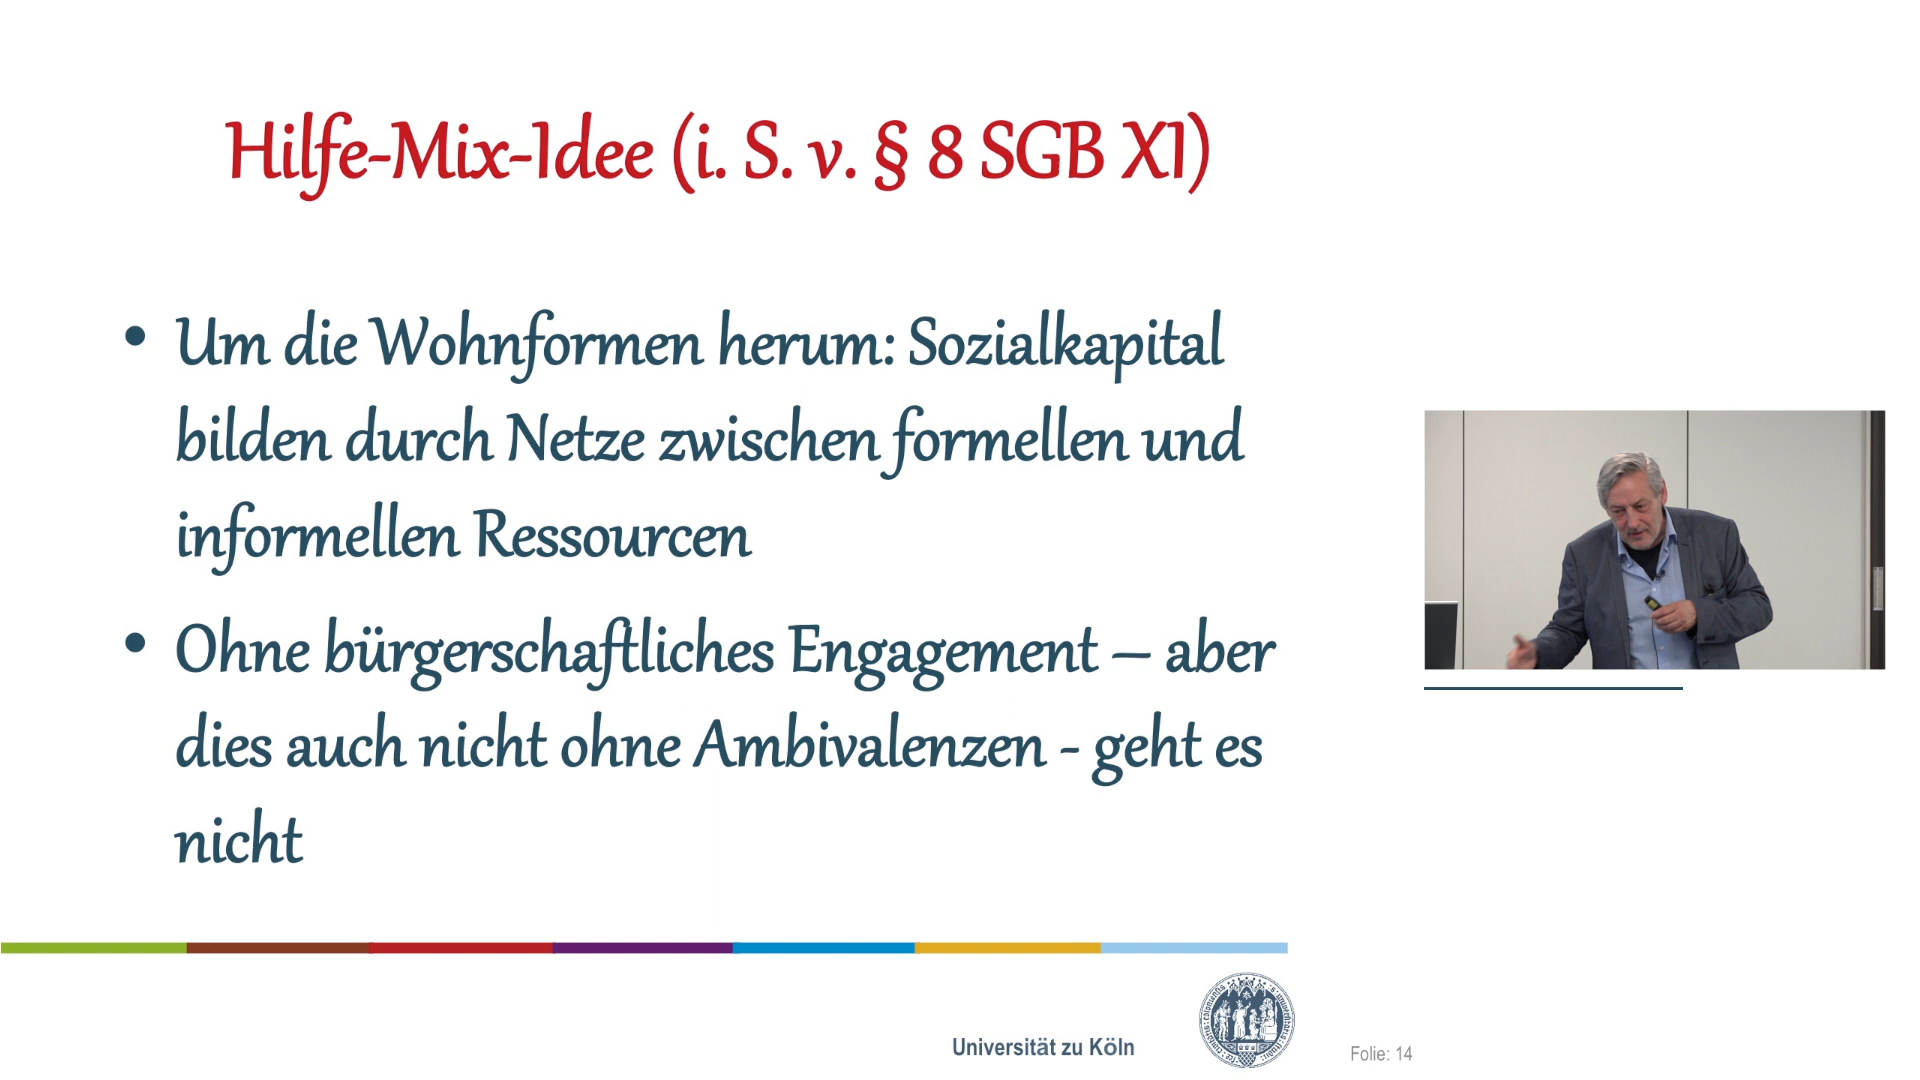 Hilfe-Mix-Idee (i. S. v. § 8 SGB XI)
• Um die Wohnformen herum: Sozialkapital
bilden durch Netze zwischen formellen und
informellen Ressourcen
• Ohne bürgerschaftliches Engagement – aber
dies auch nicht ohne Ambivalenzen - geht es
nicht
Universität zu Köln
Folie: 14